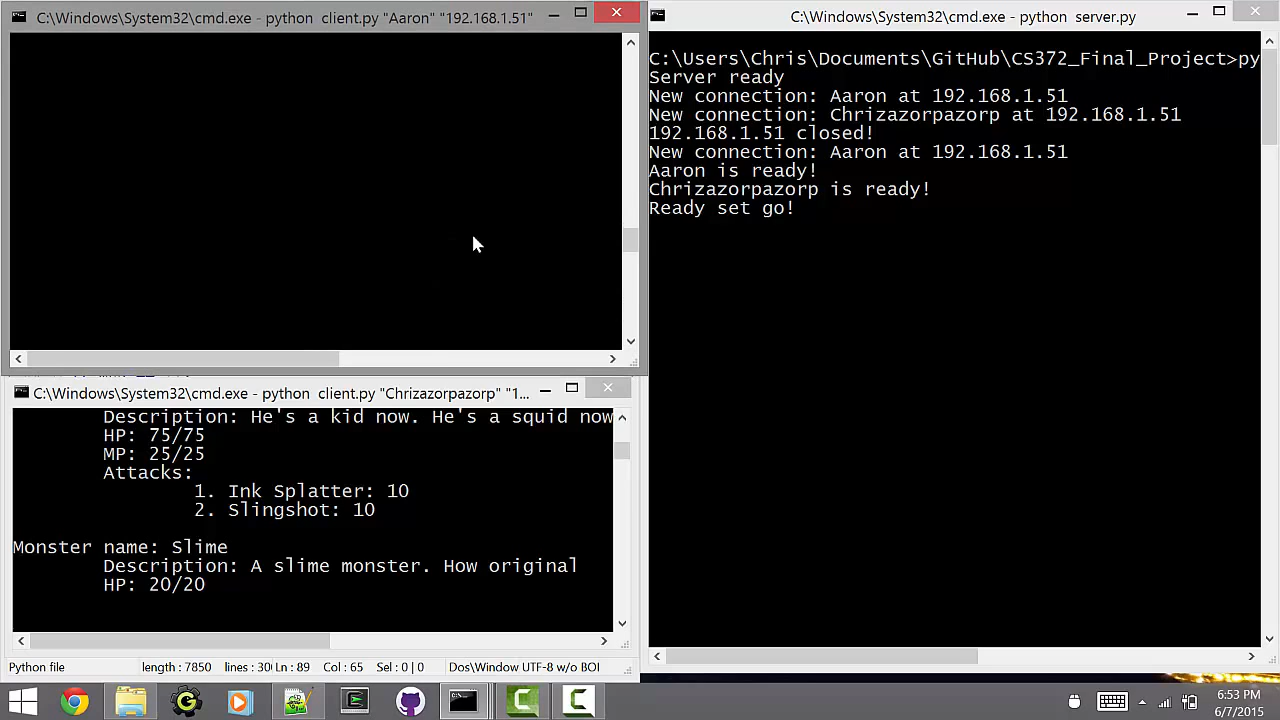 C:\Windows\System32\cmd.exe - python client.py "Aaron" "192.168.1.51"
C:\Windows\System32\cmd.exe - python server.py
C:\Users\Chris\Documents\GitHub\CS372_Final_Project>py
Server ready
New connection: Aaron at 192.168.1.51
New connection: Chrizazorpazorp at 192.168.1.51
192.168.1.51 closed!
New connection: Aaron at 192.168.1.51
Aaron is ready!
Chrizazorpazorp is ready!
Ready set go!
C:\Windows\System32\cmd.exe - python client.py "Chrizazorpazorp" "1...
Description: He's a kid now. He's a squid now
HP: 75/75
MP: 25/25
Attacks:
1. Ink Splatter: 10
2. Slingshot: 10
Monster name: Slime
Description: A slime monster. How original
HP: 20/20
Python file length : 7850 lines : 30 Ln : 89 Col : 65 Sel : 0 | 0 Dos\Window UTF-8 w/o BOI
6:53 PM
6/7/2015